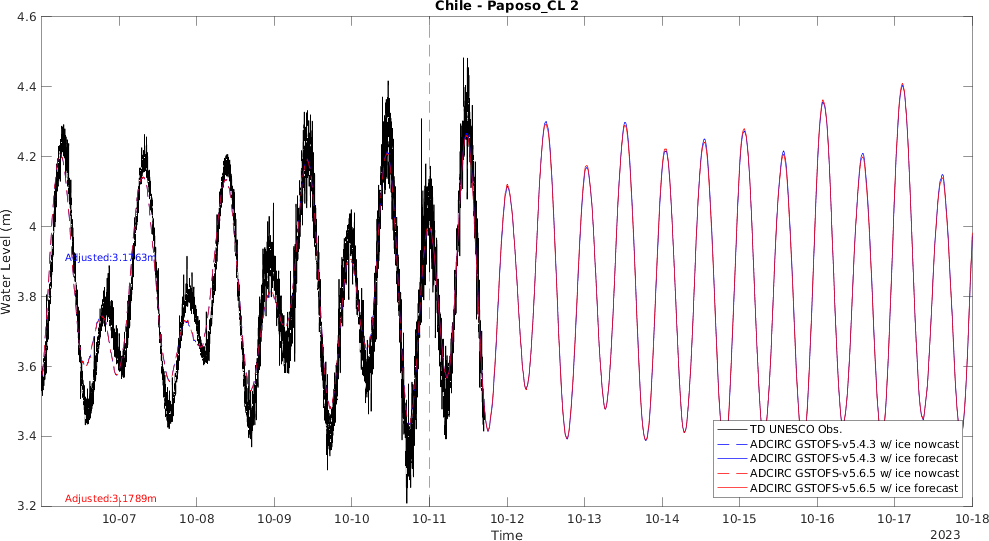 Chile - Paposo_CL 2
4.6
4.4
4.2
4
3.8
3.6
3.4
3.2
Water Level (m)
Adjusted:3.1763m
Adjusted:3.1789m
TD UNESCO Obs.
ADCIRC GSTOFS-v5.4.3 w/ ice nowcast
ADCIRC GSTOFS-v5.4.3 w/ ice forecast
ADCIRC GSTOFS-v5.6.5 w/ ice nowcast
ADCIRC GSTOFS-v5.6.5 w/ ice forecast
10-07 10-08 10-09 10-10 10-11 10-12 10-13 10-14 10-15 10-16 10-17 10-18
Time
2023